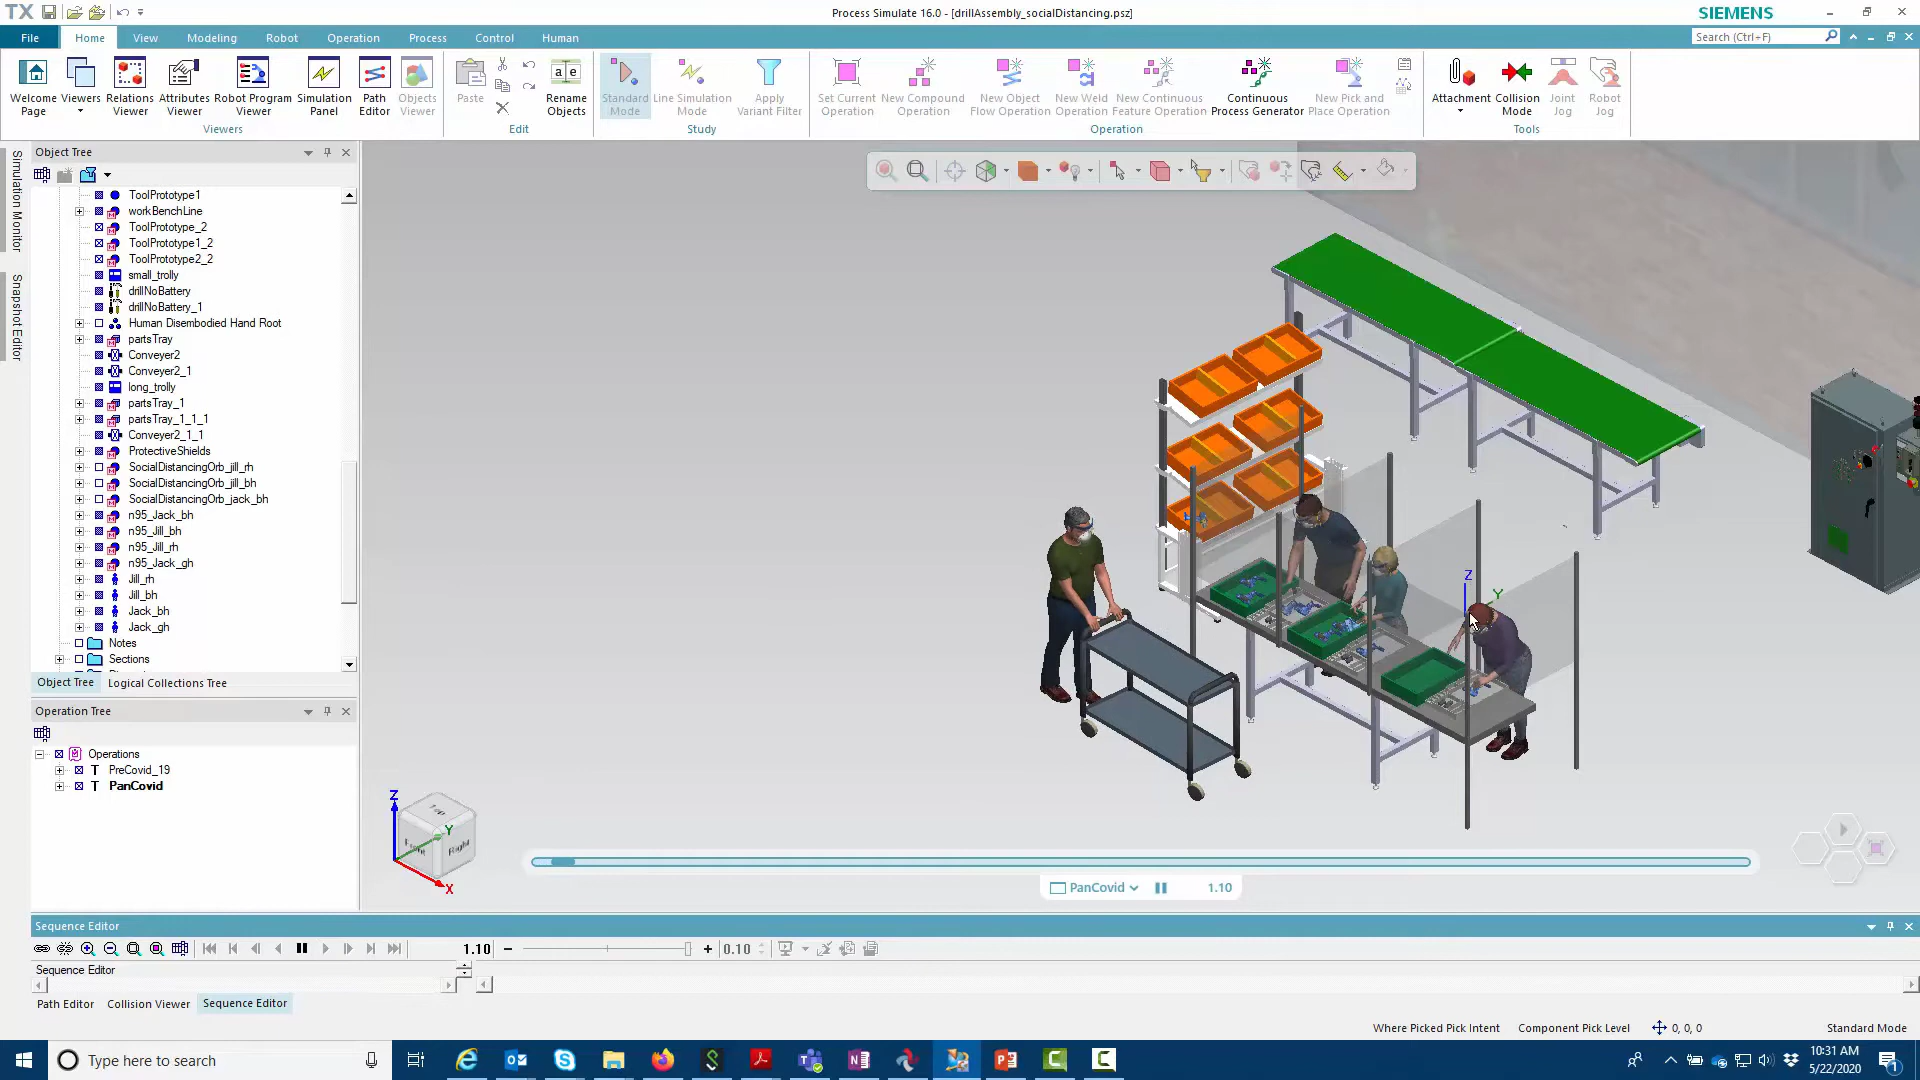 TX
Process Simulate 16.0 - [drillAssembly_socialDistancing.psz]
SIEMENS
File
Home
View
Modeling
Robot
Operation
Process
Control
Human
Search (Ctrl+F)
Welcome Page
Viewers
Relations Viewer
Attributes Viewer
Robot Program Viewer
Simulation Panel
Path Editor
Objects Viewer
Paste
Rename Objects
Standard Mode
Line Simulation Mode
Apply Variant Filter
Set Current Operation
New Compound Operation
New Object Flow Operation
New Weld Operation
New Continuous Feature Operation
Continuous Process Generator
New Pick and Place Operation
Attachment
Collision Mode
Joint Jog
Robot Jog
Viewers
Edit
Study
Operation
Tools
Simulation Monitor
Snapshot Editor
Object Tree
ToolPrototype1
workBenchLine
ToolPrototype_2
ToolPrototype1_2
ToolPrototype2_2
small_trolly
drillNoBattery
drillNoBattery_1
Human Disembodied Hand Root
partsTray
Conveyer2
Conveyer2_1
long_trolly
partsTray_1
partsTray_1_1_1
Conveyer2_1_1
ProtectiveShields
SocialDistancingOrb_jill_rh
SocialDistancingOrb_jill_bh
SocialDistancingOrb_jack_bh
n95_Jack_bh
n95_Jill_bh
n95_Jill_rh
n95_Jack_gh
Jill_rh
Jill_bh
Jack_bh
Jack_gh
Notes
Sections
Object Tree
Logical Collections Tree
Operation Tree
Operations
PreCovid_19
PanCovid
Z
Y
Z
Top
Y
Front
Right
X
PanCovid
1.10
Sequence Editor
1.10
0.10
Sequence Editor
Path Editor
Collision Viewer
Sequence Editor
Where Picked Pick Intent
Component Pick Level
0, 0, 0
Standard Mode
Type here to search
10:31 AM
5/22/2020
1